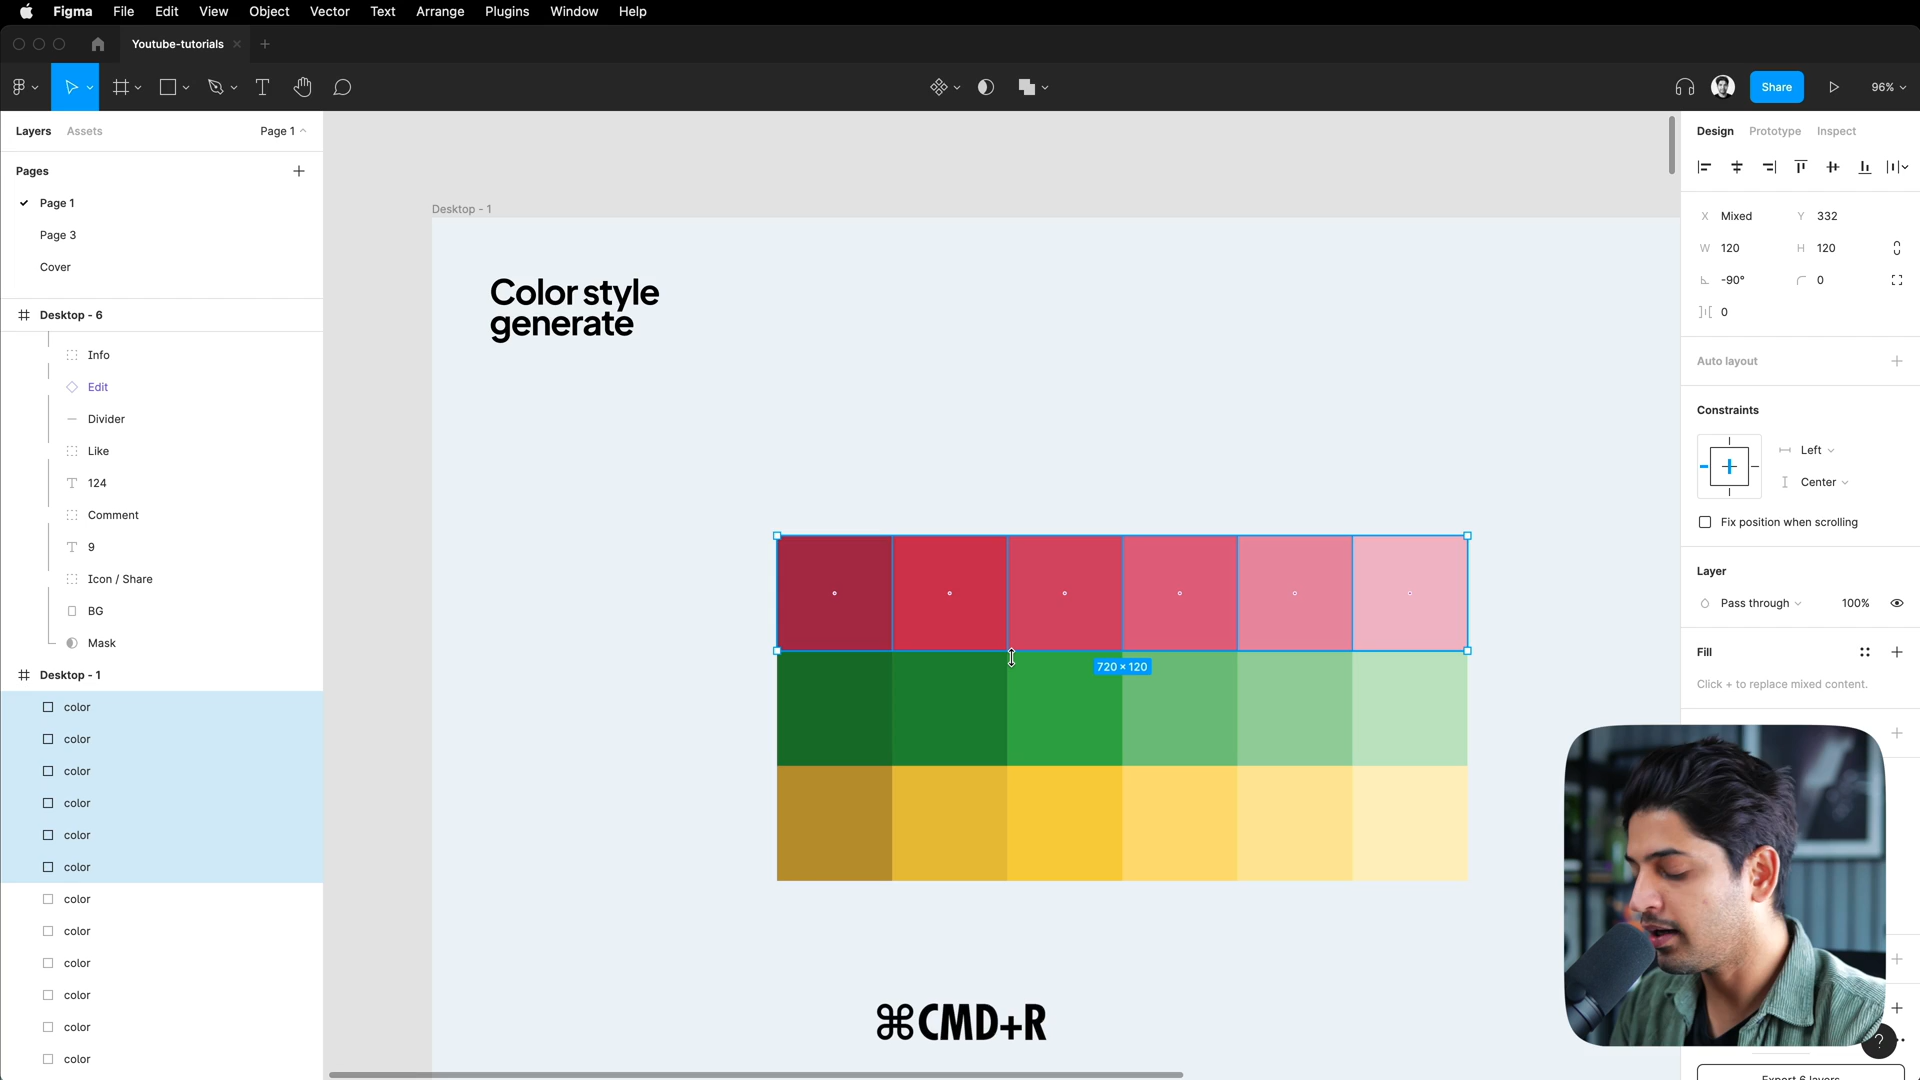 Figma File Edit View Object Vector Text Arrange Plugins Window Help
Youtube-tutorials
Share
96%
Layers Assets Page 1
Pages
Page 1
Page 3
Cover
Desktop - 6
Info
Edit
Divider
Like
124
Comment
9
Icon / Share
BG
Mask
Desktop - 1
color
color
color
color
color
color
color
color
color
color
color
color
Desktop - 1
Color style
generate
720 × 120
⌘CMD+R
Design Prototype Inspect
X Mixed Y 332
W 120 H 120
-90° 0
0
Auto layout
Constraints
Left
Center
Fix position when scrolling
Layer
Pass through 100%
Fill
Click + to replace mixed content.
?
Export 6 layers